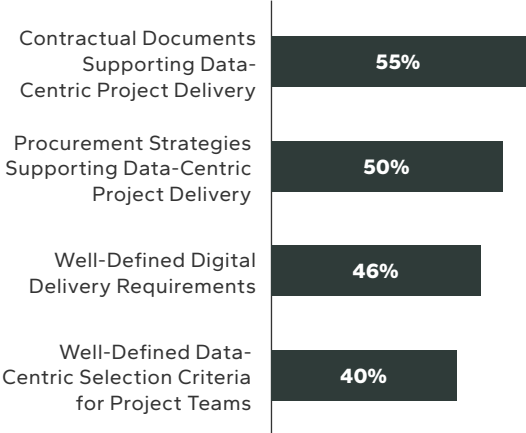 Contractual Documents
Supporting Data-
Centric Project Delivery
55%
Procurement Strategies
Supporting Data-Centric
Project Delivery
50%
Well-Defined Digital
Delivery Requirements
46%
Well-Defined Data-
Centric Selection Criteria
for Project Teams
40%